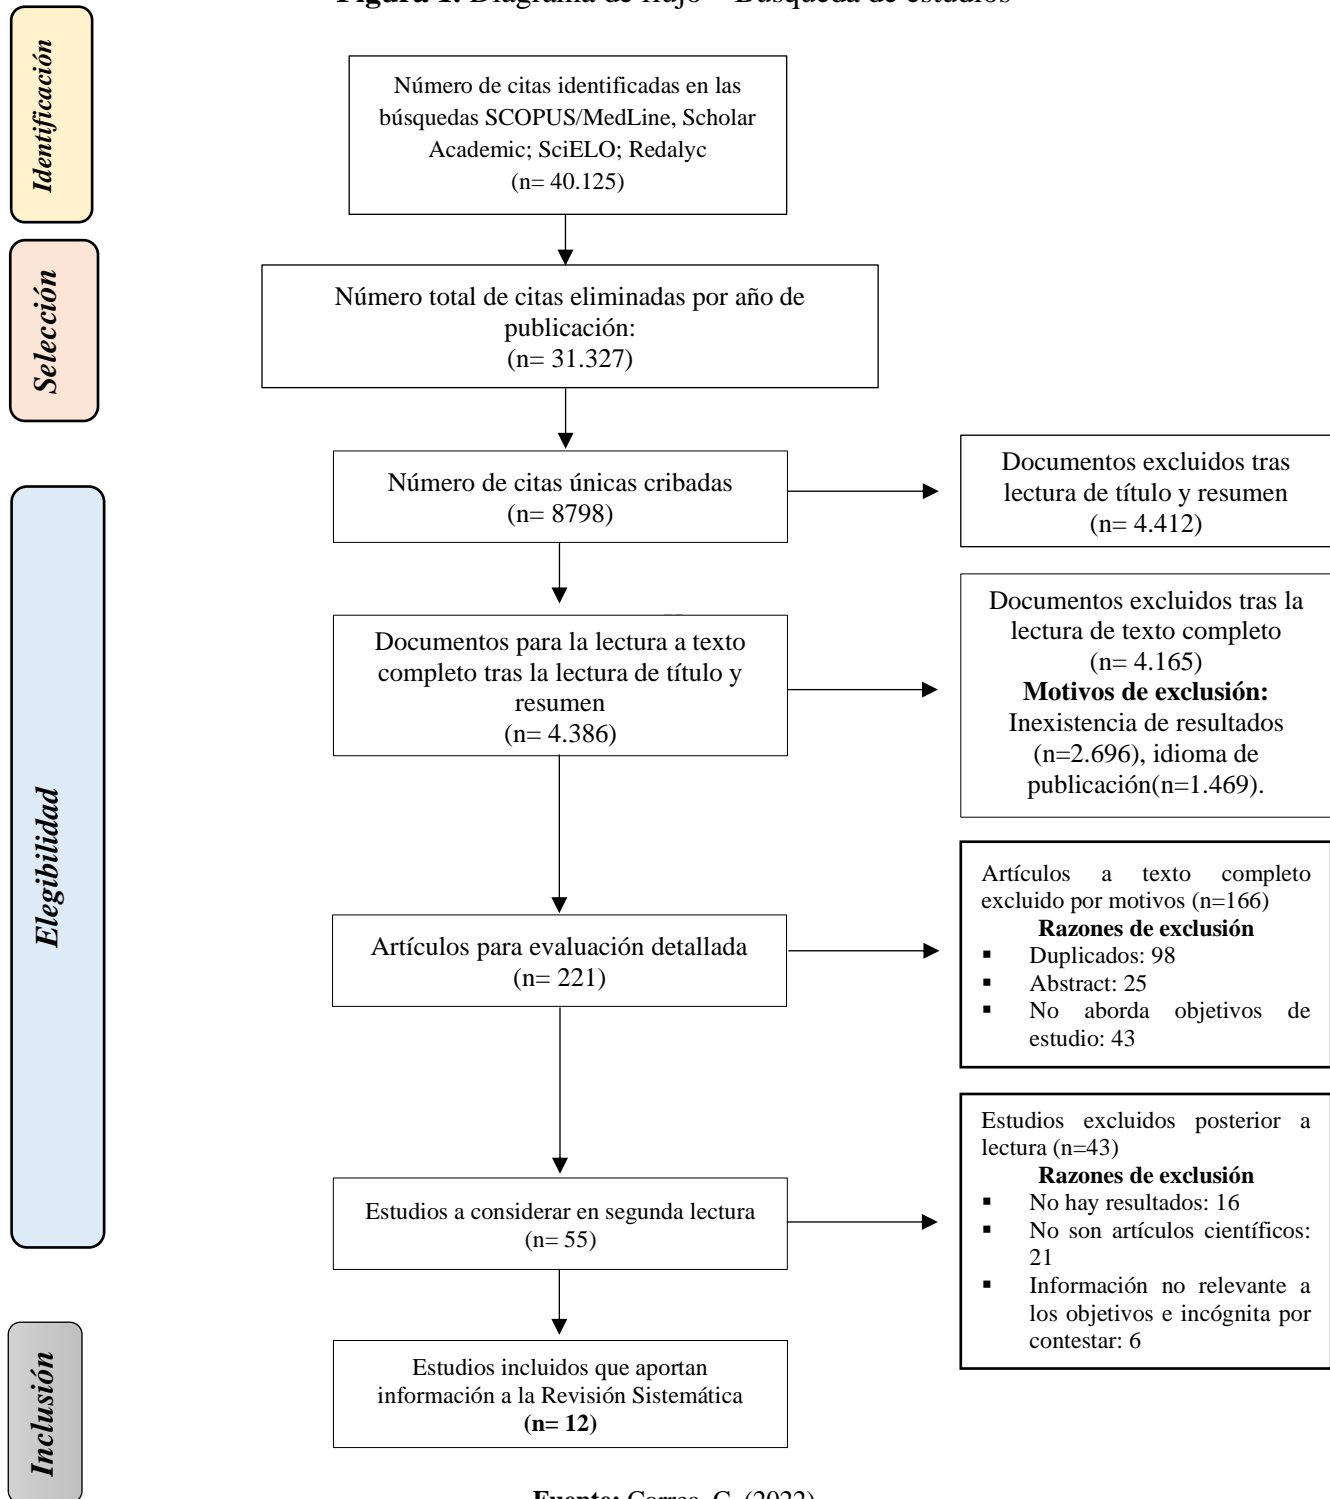 Figura 1. Diagrama de flujo – Búsqueda de estudios
Identificación
Número de citas identificadas en las
búsquedas SCOPUS/MedLine, Scholar
Academic; SciELO; Redalyc
(n= 40.125)
Selección
Número total de citas eliminadas por año de
publicación:
(n= 31.327)
Elegibilidad
Número de citas únicas cribadas
(n= 8798)
Documentos excluidos tras
lectura de título y resumen
(n= 4.412)
Documentos para la lectura a texto
completo tras la lectura de título y
resumen
(n= 4.386)
Documentos excluidos tras la
lectura de texto completo
(n= 4.165)
Motivos de exclusión:
Inexistencia de resultados
(n=2.696), idioma de
publicación(n=1.469).
Artículos para evaluación detallada
(n= 221)
Artículos a texto completo
excluido por motivos (n=166)
Razones de exclusión
▪ Duplicados: 98
▪ Abstract: 25
▪ No aborda objetivos de
estudio: 43
Estudios a considerar en segunda lectura
(n= 55)
Estudios excluidos posterior a
lectura (n=43)
Razones de exclusión
▪ No hay resultados: 16
▪ No son artículos científicos:
21
▪ Información no relevante a
los objetivos e incógnita por
contestar: 6
Inclusión
Estudios incluidos que aportan
información a la Revisión Sistemática
(n= 12)
Fuente: Correa, C. (2022)